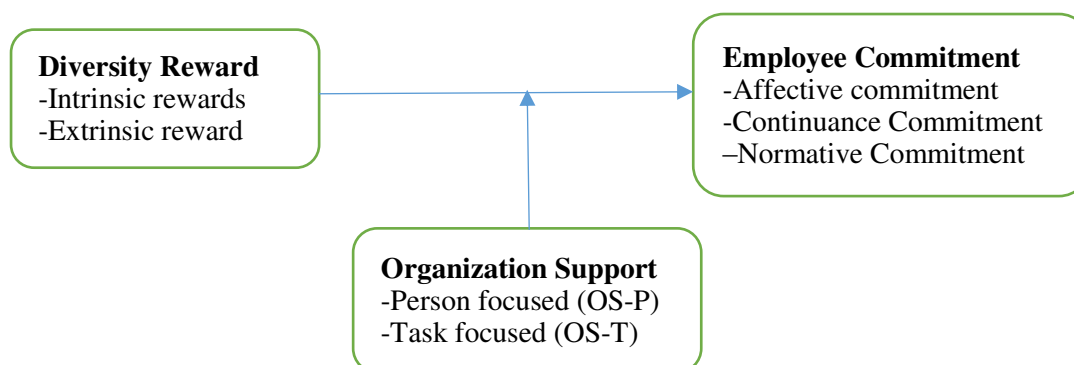 Diversity Reward
-Intrinsic rewards
-Extrinsic reward
Employee Commitment
-Affective commitment
-Continuance Commitment
–Normative Commitment
Organization Support
-Person focused (OS-P)
-Task focused (OS-T)